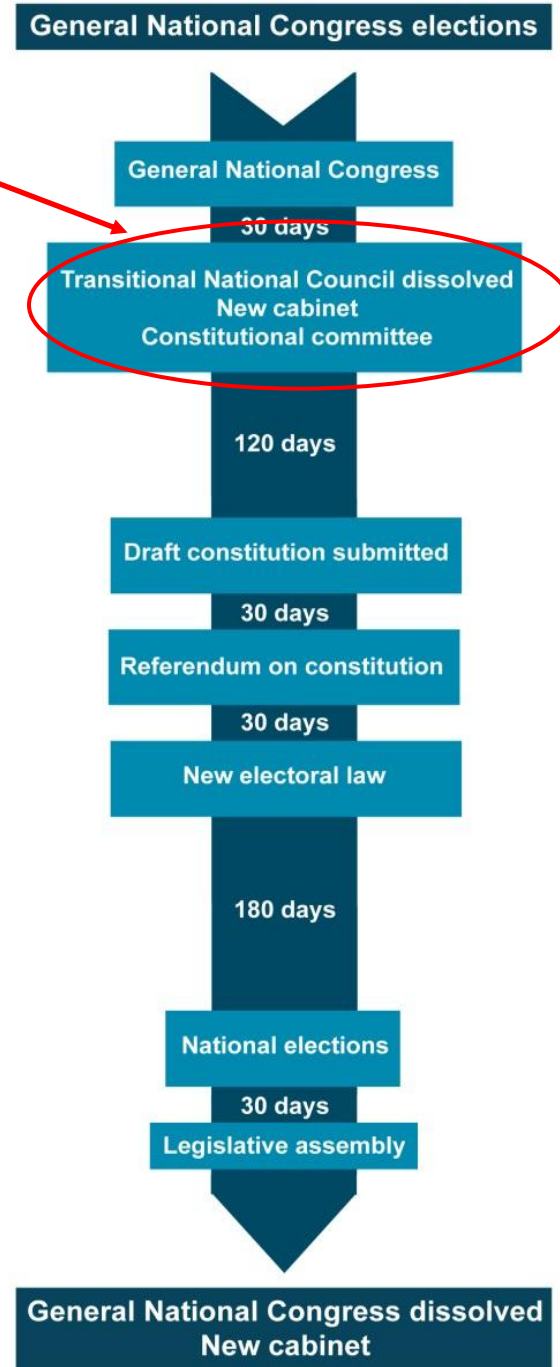 General National Congress elections
General National Congress
30 days
Transitional National Council dissolved
New cabinet
Constitutional committee
120 days
Draft constitution submitted
30 days
Referendum on constitution
30 days
New electoral law
180 days
National elections
30 days
Legislative assembly
General National Congress dissolved
New cabinet